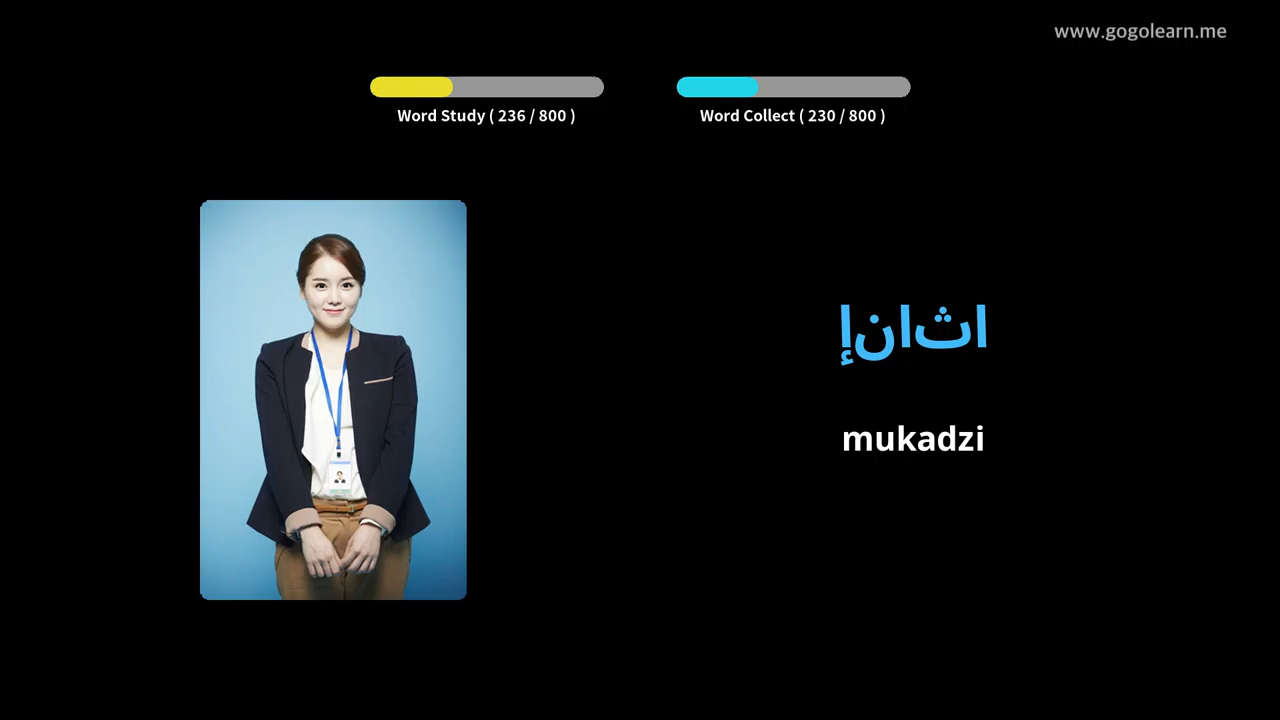 www.gogolearn.me
Word Study ( 236 / 800 )
Word Collect ( 230 / 800 )
اثانإ
mukadzi